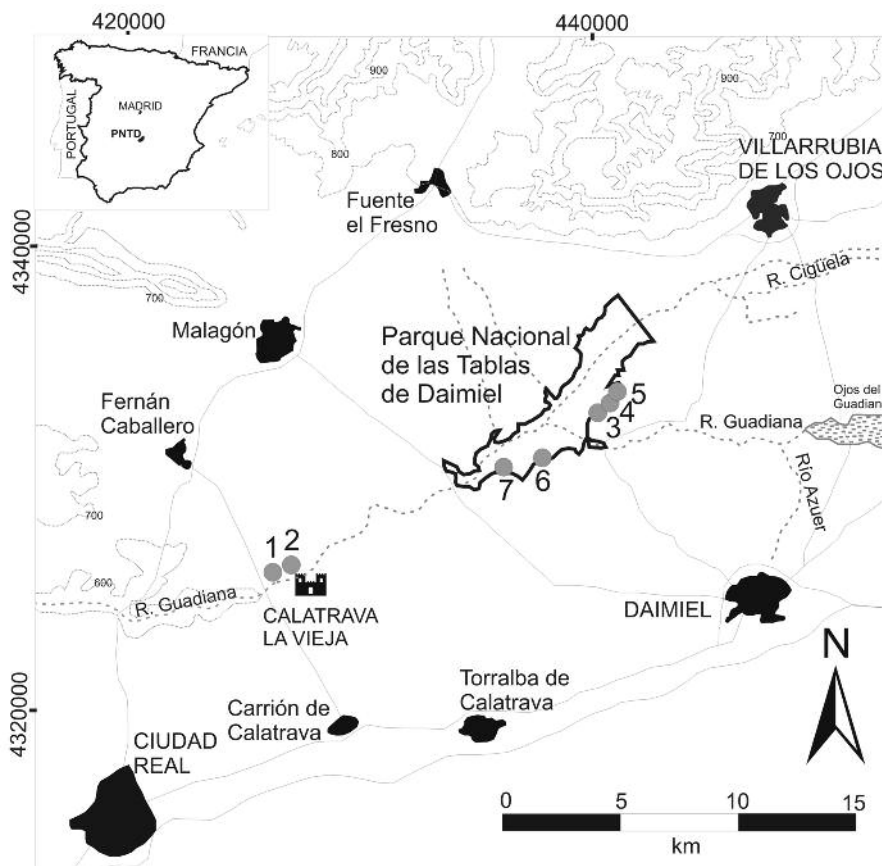 420000
440000
FRANCIA
MADRID
PNTD
PORTUGAL
900
900
800
700
VILLARRUBIA
DE LOS OJOS
Fuente
el Fresno
4340000
R. Cigüela
700
Malagón
Parque Nacional
de las Tablas
de Daimiel
Ojos del
Guadian
5
4
3
R. Guadiana
Fernán
Caballero
7
6
Río Azuer
700
1
2
600
R. Guadiana
CALATRAVA
LA VIEJA
DAIMIEL
N
4320000
Carrión de
Calatrava
Torralba de
Calatrava
CIUDAD
REAL
0
5
10
15
km